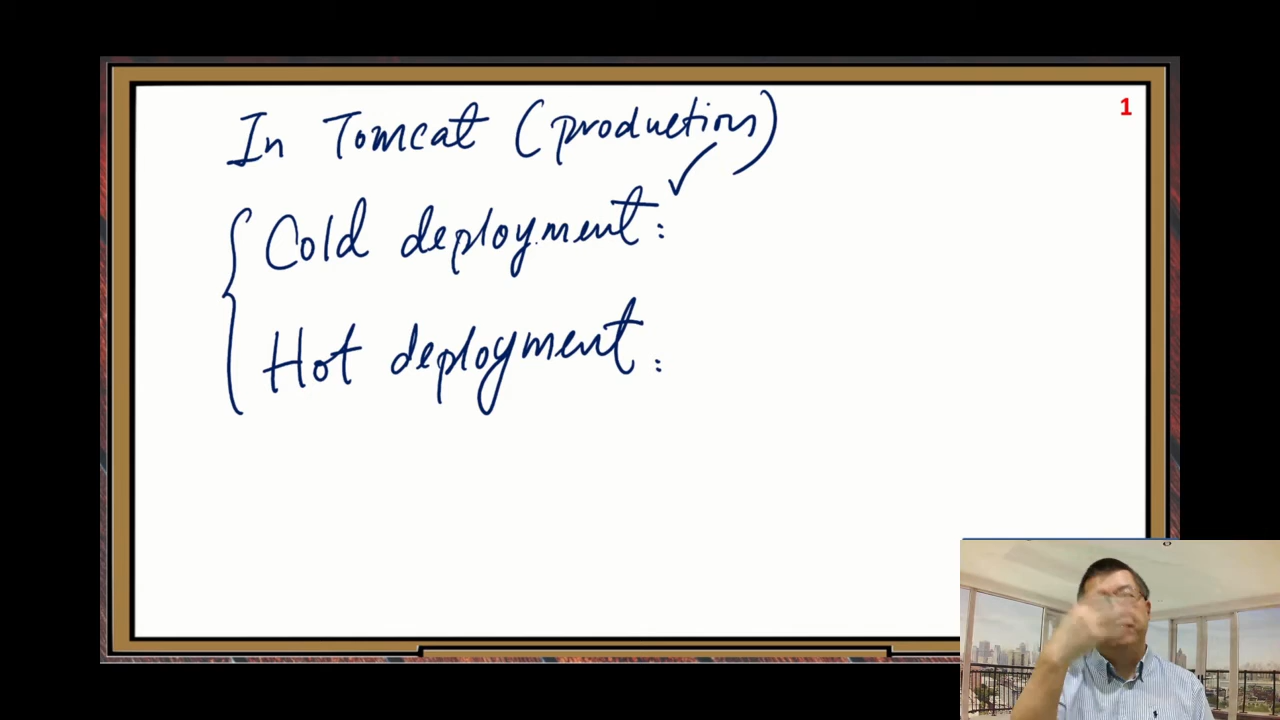 1
In Tomcat (production)
Cold deployment:
Hot deployment: